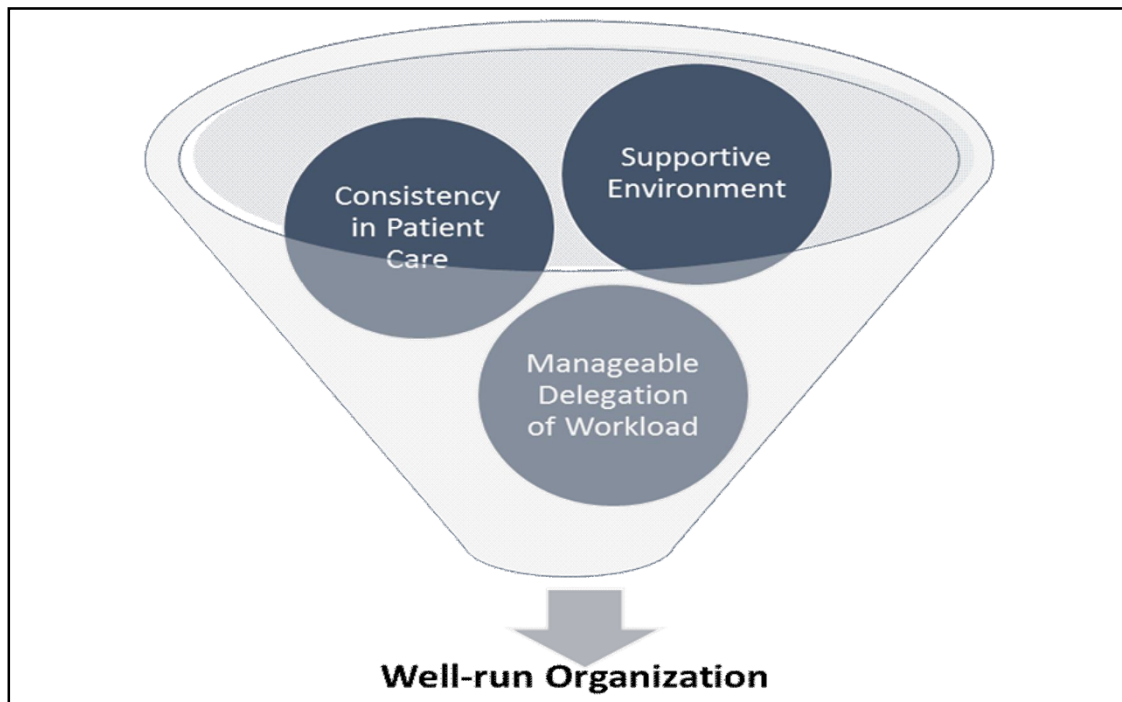 Supportive
Environment
Consistency
in Patient
Care
Manageable
Delegation
of Workload
Well-run Organization